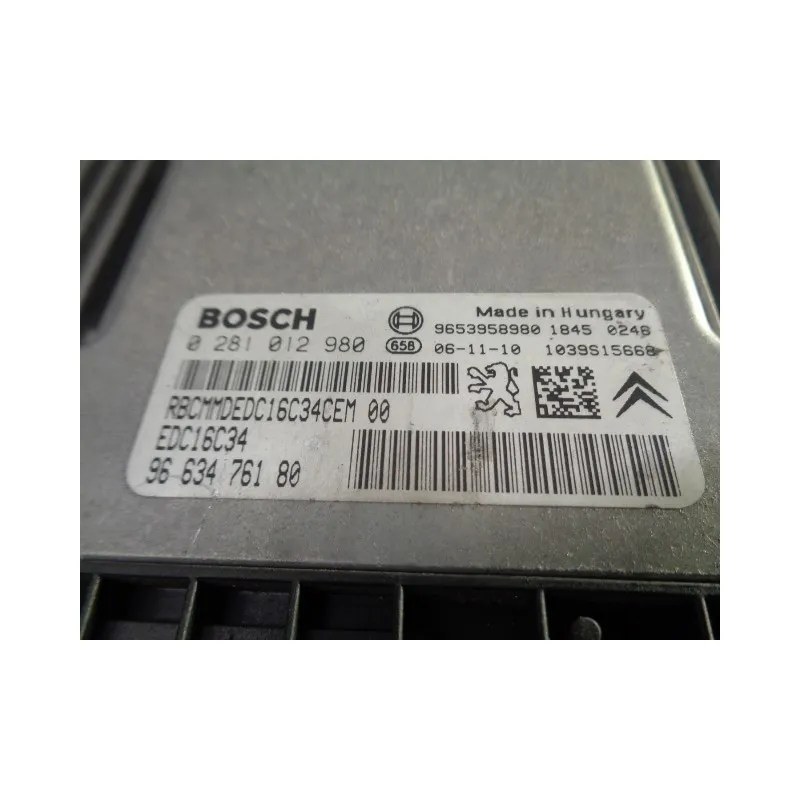 BOSCH Made in Hungary
9653958980 1845 0246
0 281 012 980 658 06-11-10 1039S15668
RBCMMDEDC16C34CEM 00
EDC16C34
96 634 761 80